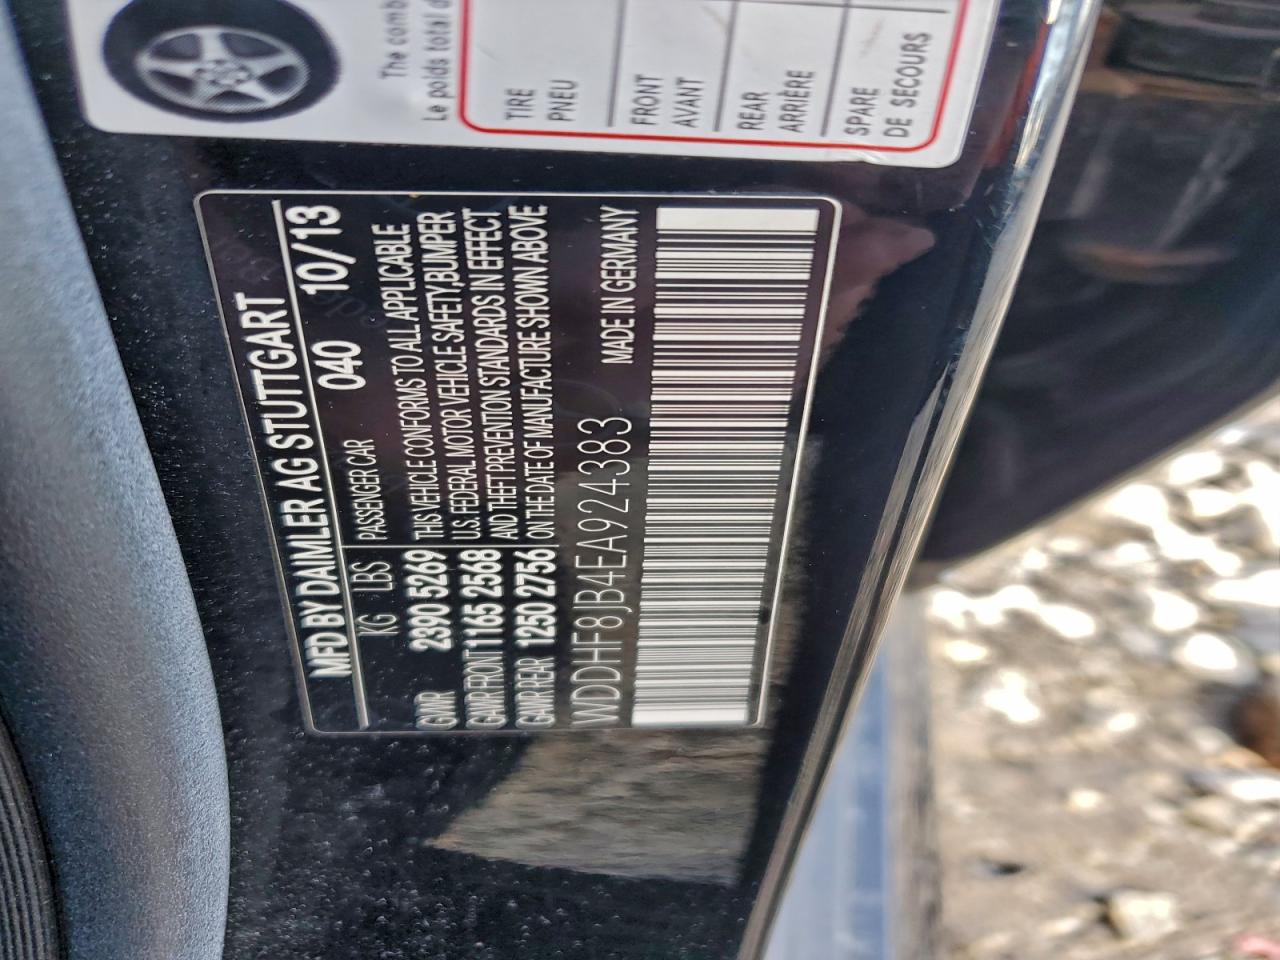 The comb
Le poids total d
TIRE
PNEU
FRONT
AVANT
REAR
ARRIÈRE
SPARE
DE SECOURS
MFD BY DAIMLER AG STUTTGART
KG LBS PASSENGER CAR 040 10/13
GVWR 2390 5269 THIS VEHICLE CONFORMS TO ALL APPLICABLE
GAWR FRONT 1165 2568 U.S. FEDERAL MOTOR VEHICLE SAFETY,BUMPER
GAWR REAR 1250 2756 AND THEFT PREVENTION STANDARDS IN EFFECT
ON THE DATE OF MANUFACTURE SHOWN ABOVE
WDDHF8JB4EA924383 MADE IN GERMANY